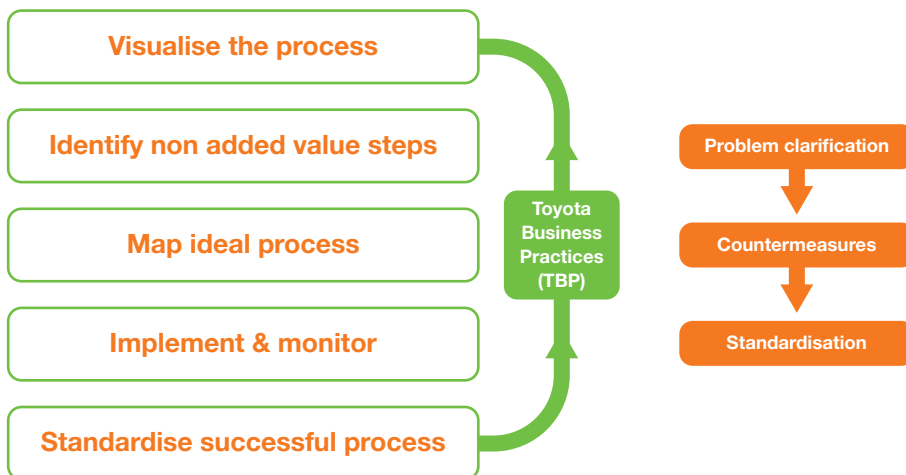 Visualise the process
Identify non added value steps
Map ideal process
Implement & monitor
Standardise successful process
Toyota
Business
Practices
(TBP)
Problem clarification
Countermeasures
Standardisation